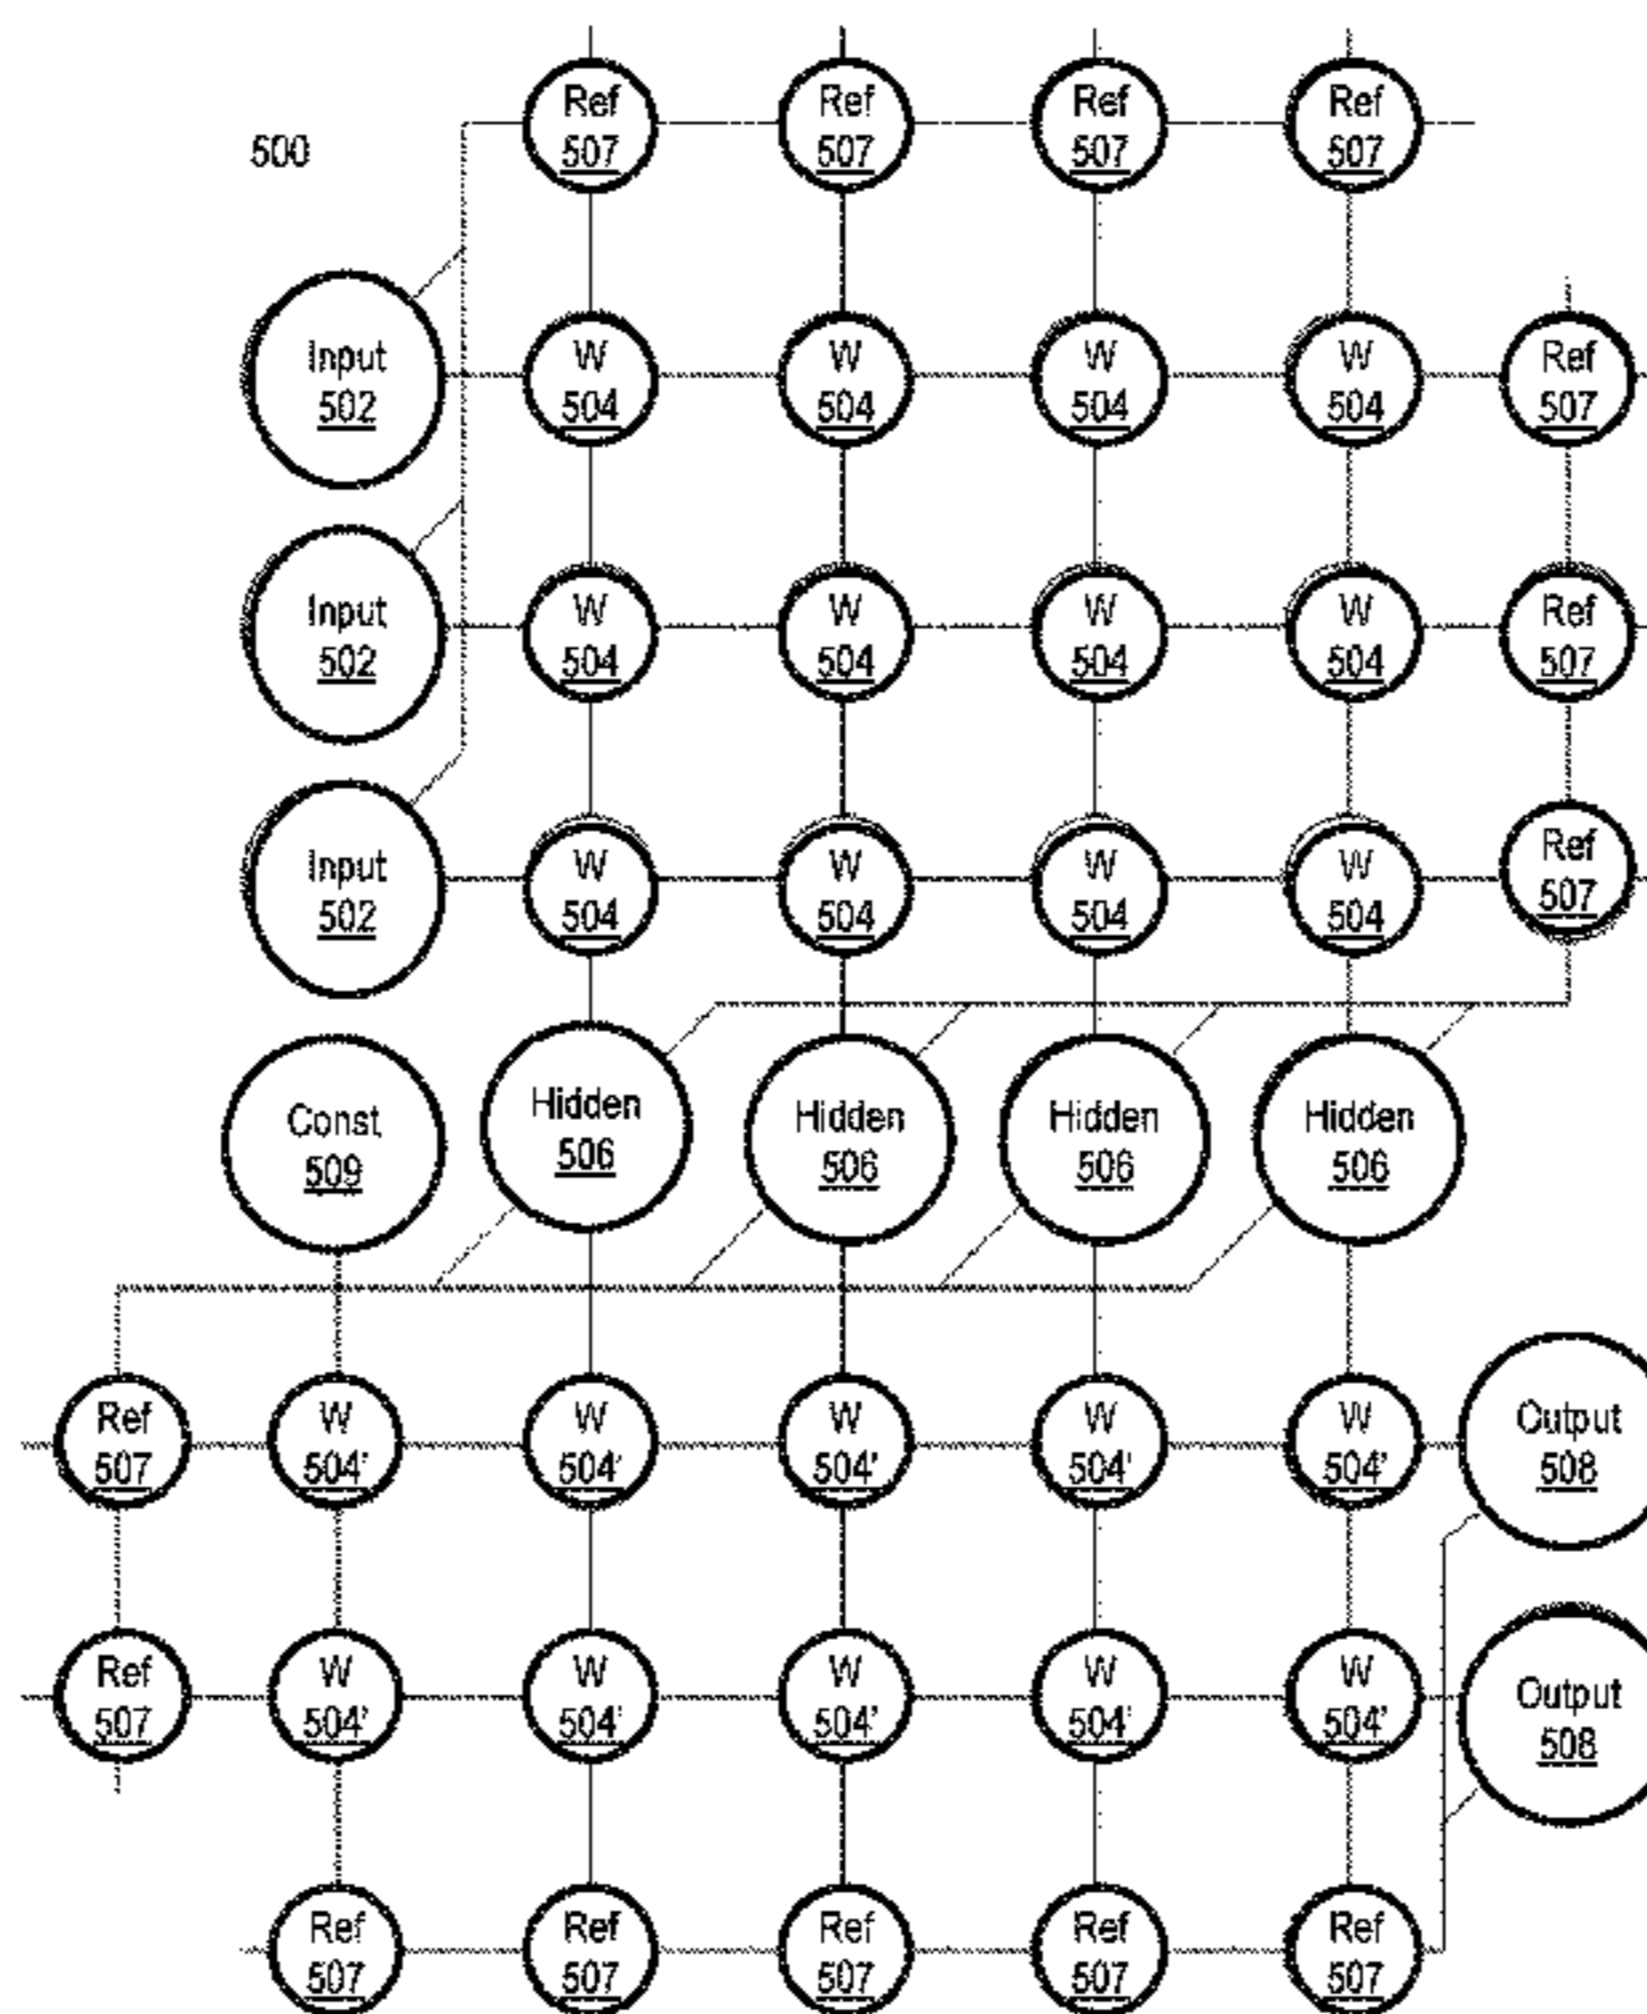 500
Ref Ref Ref Ref
507 507 507 507
Input W W W W Ref
502 504 504 504 504 507
Input W W W W Ref
502 504 504 504 504 507
Input W W W W Ref
502 504 504 504 504 507
Const Hidden Hidden Hidden Hidden
509 506 506 506 506
Ref W W W W W Output
507 504' 504' 504' 504' 504' 508
Ref W W W W W Output
507 504' 504' 504' 504' 504' 508
Ref Ref Ref Ref Ref
507 507 507 507 507